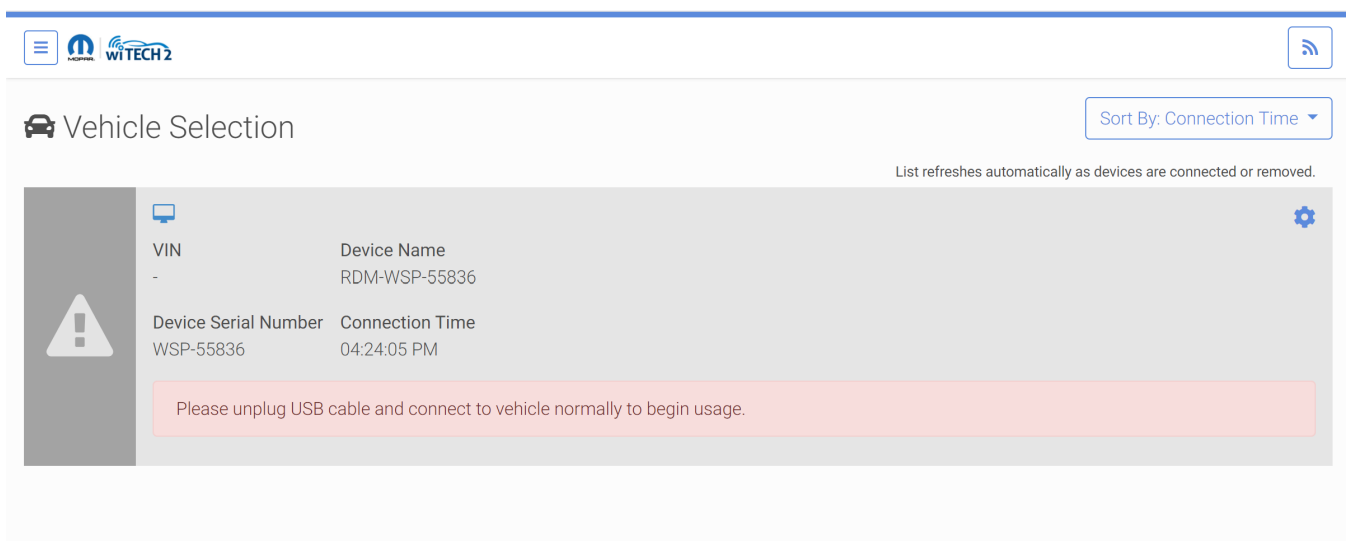 MOPAR
wiTECH 2
Vehicle Selection
Sort By: Connection Time
List refreshes automatically as devices are connected or removed.
VIN
Device Name
-
RDM-WSP-55836
Device Serial Number
Connection Time
WSP-55836
04:24:05 PM
Please unplug USB cable and connect to vehicle normally to begin usage.